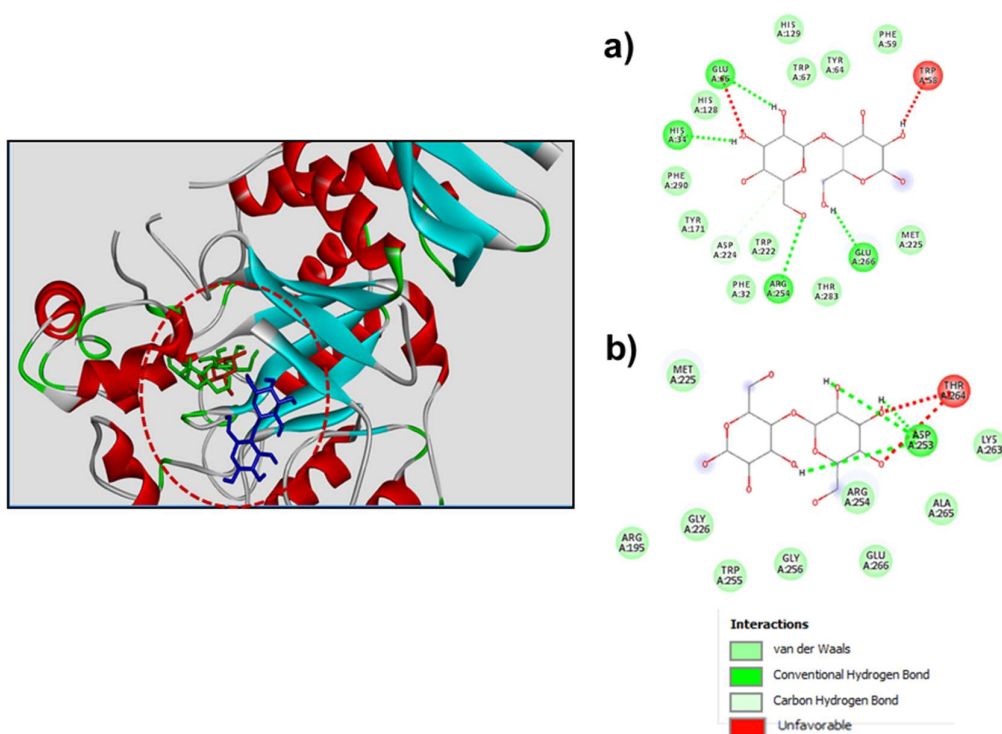 a)
HIS
A:129
PHE
A:59
TRP
A:67
TYR
A:64
GLU
A:66
TRP
A:58
HIS
A:128
HIS
A:34
H
H
H
PHE
A:290
TYR
A:171
ASP
A:224
TRP
A:222
H
MET
A:225
GLU
A:266
PHE
A:32
ARG
A:254
THR
A:283
b)
MET
A:225
H
H
THR
A:264
ASP
A:253
LYS
A:263
H
ARG
A:254
ALA
A:265
GLY
A:226
ARG
A:195
TRP
A:255
GLY
A:256
GLU
A:266
Interactions
van der Waals
Conventional Hydrogen Bond
Carbon Hydrogen Bond
Unfavorable